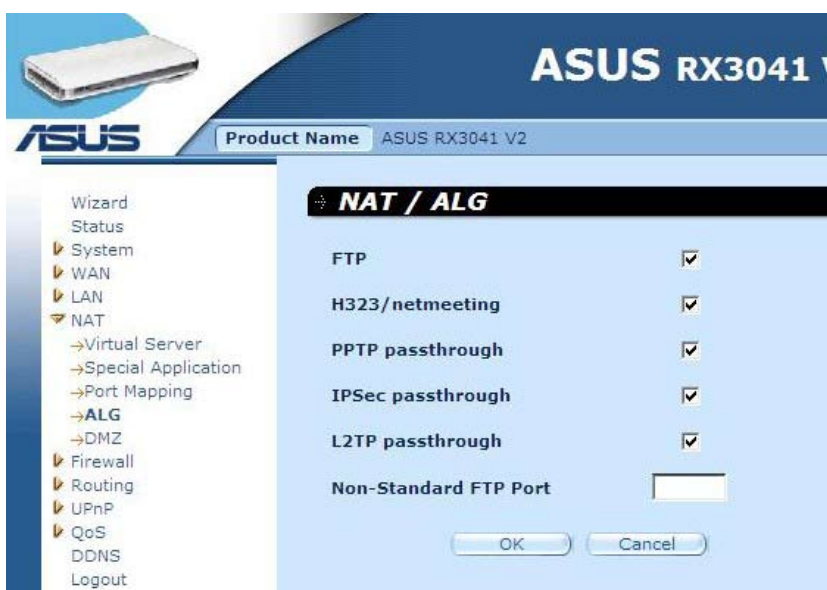 ASUS RX3041
ASUS
Product Name ASUS RX3041 V2
Wizard
Status
System
WAN
LAN
NAT
→Virtual Server
→Special Application
→Port Mapping
→ALG
→DMZ
Firewall
Routing
UPnP
QoS
DDNS
Logout
NAT / ALG
FTP
H323/netmeeting
PPTP passthrough
IPSec passthrough
L2TP passthrough
Non-Standard FTP Port
OK Cancel